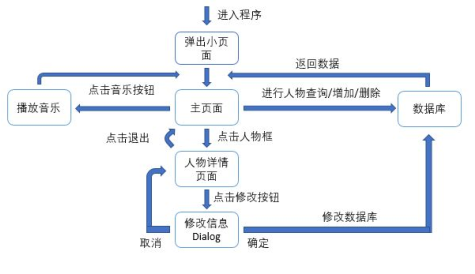 进入程序
弹出小页
面
返回数据
点击音乐按钮
播放音乐
主页面
进行人物查询/增加/删除
数据库
点击退出
点击人物框
人物详情
页面
点击修改按钮
修改信息
Dialog
取消
确定
修改数据库